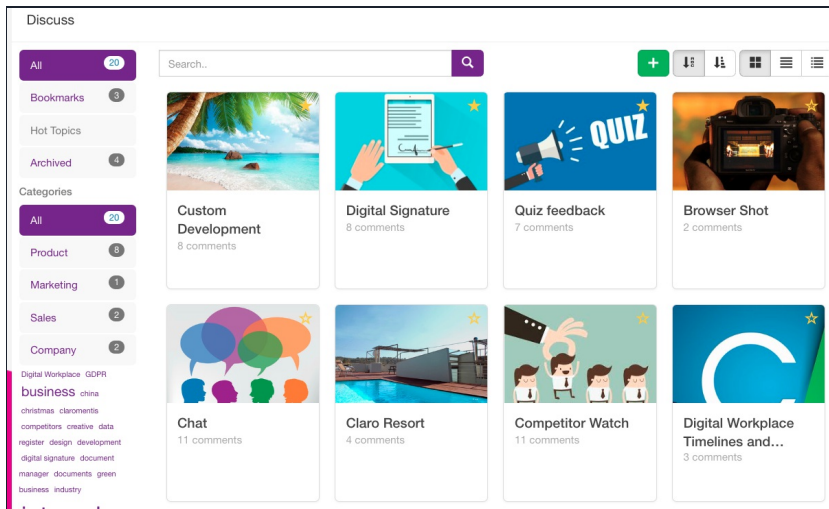 Discuss
All 20
Bookmarks 3
Hot Topics
Archived 4
Categories
All 20
Product 8
Marketing 1
Sales 2
Company 2
Digital Workplace GDPR
business china
christmas claromentis
competitors creative data
register design development
digital signature document
manager documents green
business industry
Search..
QUIZ
Custom
Development
8 comments
Digital Signature
8 comments
Quiz feedback
7 comments
Browser Shot
2 comments
Chat
11 comments
Claro Resort
4 comments
Competitor Watch
11 comments
Digital Workplace
Timelines and...
3 comments